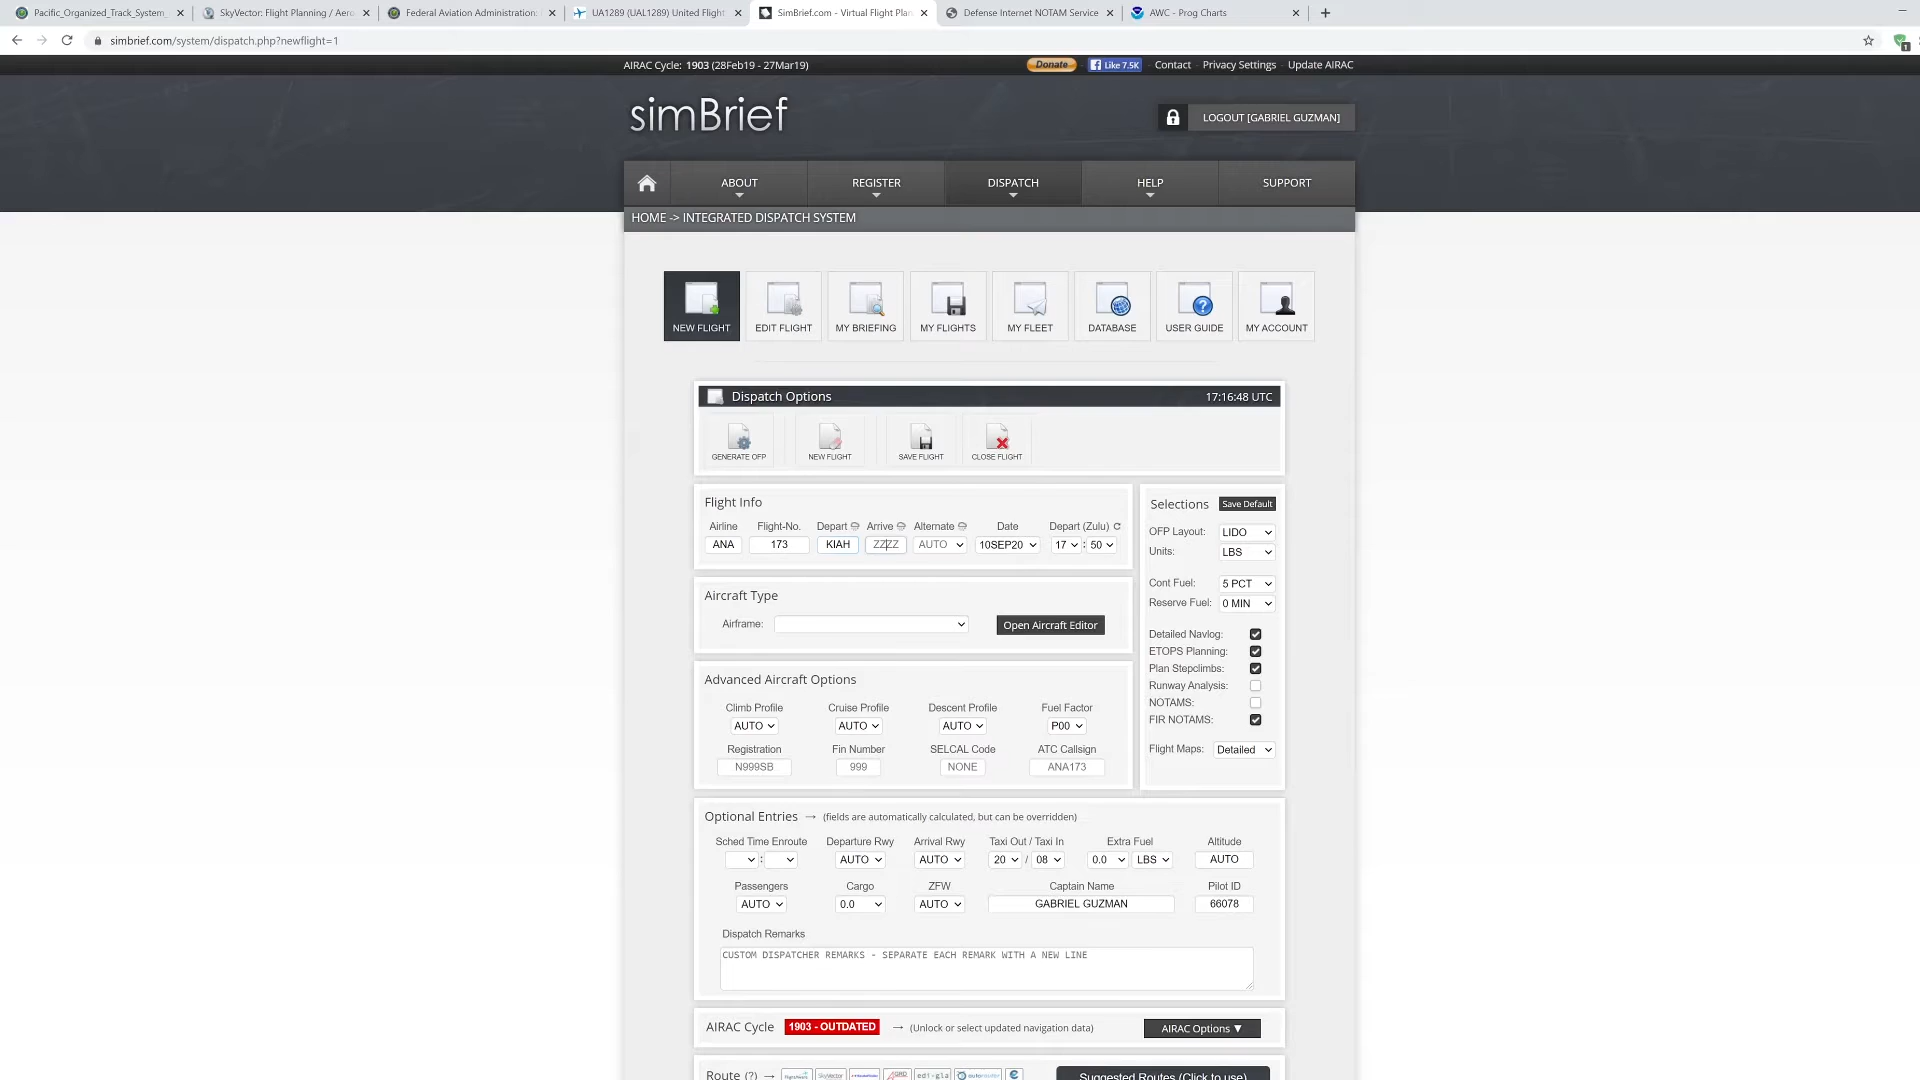 Pacific_Organized_Track_System_
SkyVector: Flight Planning / Aero
Federal Aviation Administration:
UA1289 (UAL1289) United Flight
SimBrief.com - Virtual Flight Plan
Defense Internet NOTAM Service
AWC - Prog Charts
simbrief.com/system/dispatch.php?newflight=1
AIRAC Cycle: 1903 (28Feb19 - 27Mar19)
Donate
Like 7.5K
Contact
Privacy Settings
Update AIRAC
simBrief
LOGOUT [GABRIEL GUZMAN]
ABOUT
REGISTER
DISPATCH
HELP
SUPPORT
HOME -> INTEGRATED DISPATCH SYSTEM
NEW FLIGHT
EDIT FLIGHT
MY BRIEFING
MY FLIGHTS
MY FLEET
DATABASE
USER GUIDE
MY ACCOUNT
Dispatch Options
17:16:48 UTC
GENERATE OFP
NEW FLIGHT
SAVE FLIGHT
CLOSE FLIGHT
Flight Info
Airline Flight-No. Depart Arrive Alternate Date Depart (Zulu)
ANA 173 KIAH ZZZZ AUTO 10SEP20 17 : 50
Selections Save Default
OFP Layout: LIDO
Units: LBS
Cont Fuel: 5 PCT
Reserve Fuel: 0 MIN
Detailed Navlog:
ETOPS Planning:
Plan Stepclimbs:
Runway Analysis:
NOTAMS:
FIR NOTAMS:
Flight Maps: Detailed
Aircraft Type
Airframe:
Open Aircraft Editor
Advanced Aircraft Options
Climb Profile Cruise Profile Descent Profile Fuel Factor
AUTO AUTO AUTO P00
Registration Fin Number SELCAL Code ATC Callsign
N999SB 999 NONE ANA173
Optional Entries → (fields are automatically calculated, but can be overridden)
Sched Time Enroute Departure Rwy Arrival Rwy Taxi Out / Taxi In Extra Fuel Altitude
: AUTO AUTO 20 / 08 0.0 LBS AUTO
Passengers Cargo ZFW Captain Name Pilot ID
AUTO 0.0 AUTO GABRIEL GUZMAN 66078
Dispatch Remarks
CUSTOM DISPATCHER REMARKS - SEPARATE EACH REMARK WITH A NEW LINE
AIRAC Cycle 1903 - OUTDATED → (Unlock or select updated navigation data)
AIRAC Options ▼
Route (?) →
SkyVector
edi-gla
autorouter
Suggested Routes (Click to use)